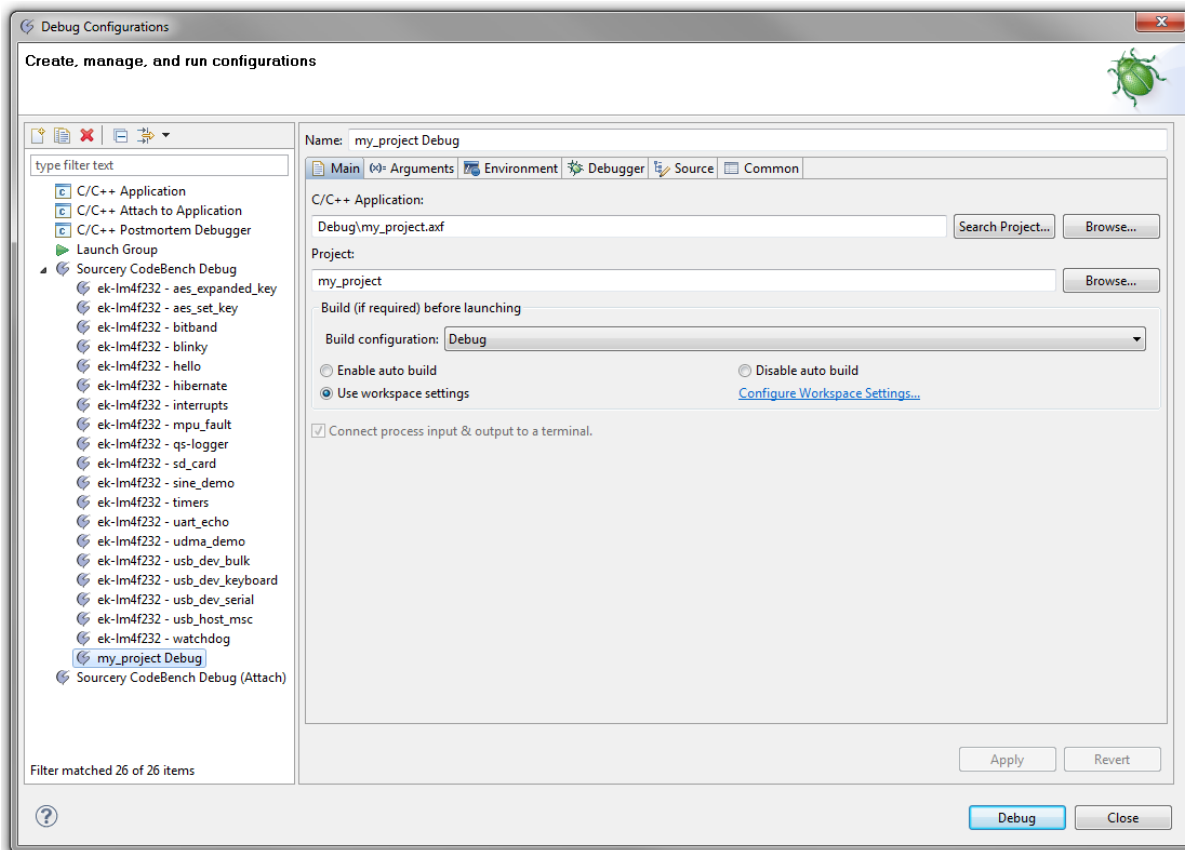 Debug Configurations
Create, manage, and run configurations
type filter text
C/C++ Application
C/C++ Attach to Application
C/C++ Postmortem Debugger
Launch Group
Sourcery CodeBench Debug
ek-lm4f232 - aes_expanded_key
ek-lm4f232 - aes_set_key
ek-lm4f232 - bitband
ek-lm4f232 - blinky
ek-lm4f232 - hello
ek-lm4f232 - hibernate
ek-lm4f232 - interrupts
ek-lm4f232 - mpu_fault
ek-lm4f232 - qs-logger
ek-lm4f232 - sd_card
ek-lm4f232 - sine_demo
ek-lm4f232 - timers
ek-lm4f232 - uart_echo
ek-lm4f232 - udma_demo
ek-lm4f232 - usb_dev_bulk
ek-lm4f232 - usb_dev_keyboard
ek-lm4f232 - usb_dev_serial
ek-lm4f232 - usb_host_msc
ek-lm4f232 - watchdog
my_project Debug
Sourcery CodeBench Debug (Attach)
Filter matched 26 of 26 items
Name: my_project Debug
Main (x)= Arguments Environment Debugger Source Common
C/C++ Application:
Debug\my_project.axf Search Project... Browse...
Project:
my_project Browse...
Build (if required) before launching
Build configuration: Debug
Enable auto build Disable auto build
Use workspace settings Configure Workspace Settings...
Connect process input & output to a terminal.
Apply Revert
? Debug Close